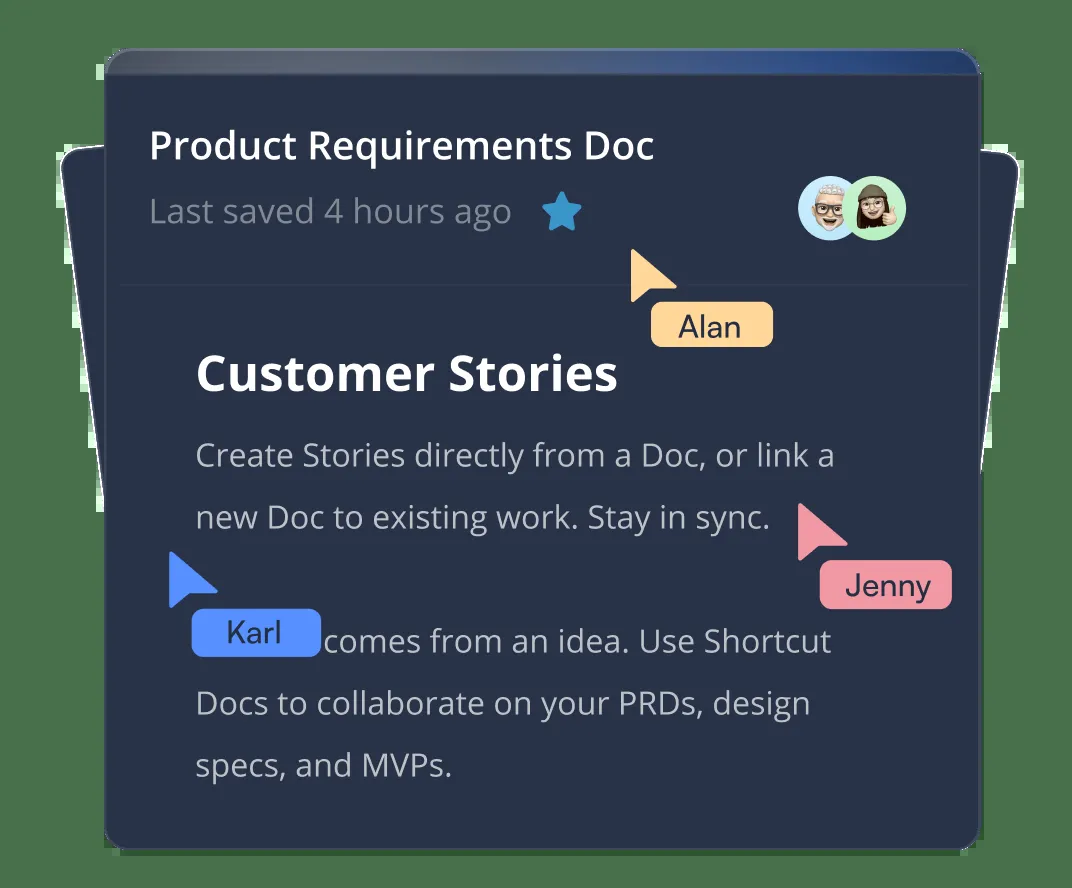 Product Requirements Doc
Last saved 4 hours ago
Alan
Customer Stories
Create Stories directly from a Doc, or link a
new Doc to existing work. Stay in sync.
Jenny
Karl
comes from an idea. Use Shortcut
Docs to collaborate on your PRDs, design
specs, and MVPs.